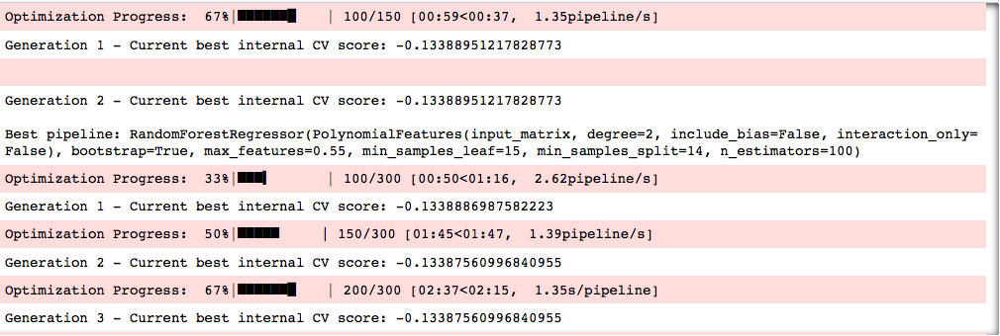 Optimization Progress:  67%|███████   | 100/150 [00:59<00:37,  1.35pipeline/s]
Generation 1 - Current best internal CV score: -0.13388951217828773
Generation 2 - Current best internal CV score: -0.13388951217828773
Best pipeline: RandomForestRegressor(PolynomialFeatures(input_matrix, degree=2, include_bias=False, interaction_only=
False), bootstrap=True, max_features=0.55, min_samples_leaf=15, min_samples_split=14, n_estimators=100)
Optimization Progress:  33%|███▍      | 100/300 [00:50<01:16,  2.62pipeline/s]
Generation 1 - Current best internal CV score: -0.1338886987582223
Optimization Progress:  50%|█████     | 150/300 [01:45<01:47,  1.39pipeline/s]
Generation 2 - Current best internal CV score: -0.13387560996840955
Optimization Progress:  67%|███████   | 200/300 [02:37<02:15,  1.35s/pipeline]
Generation 3 - Current best internal CV score: -0.13387560996840955